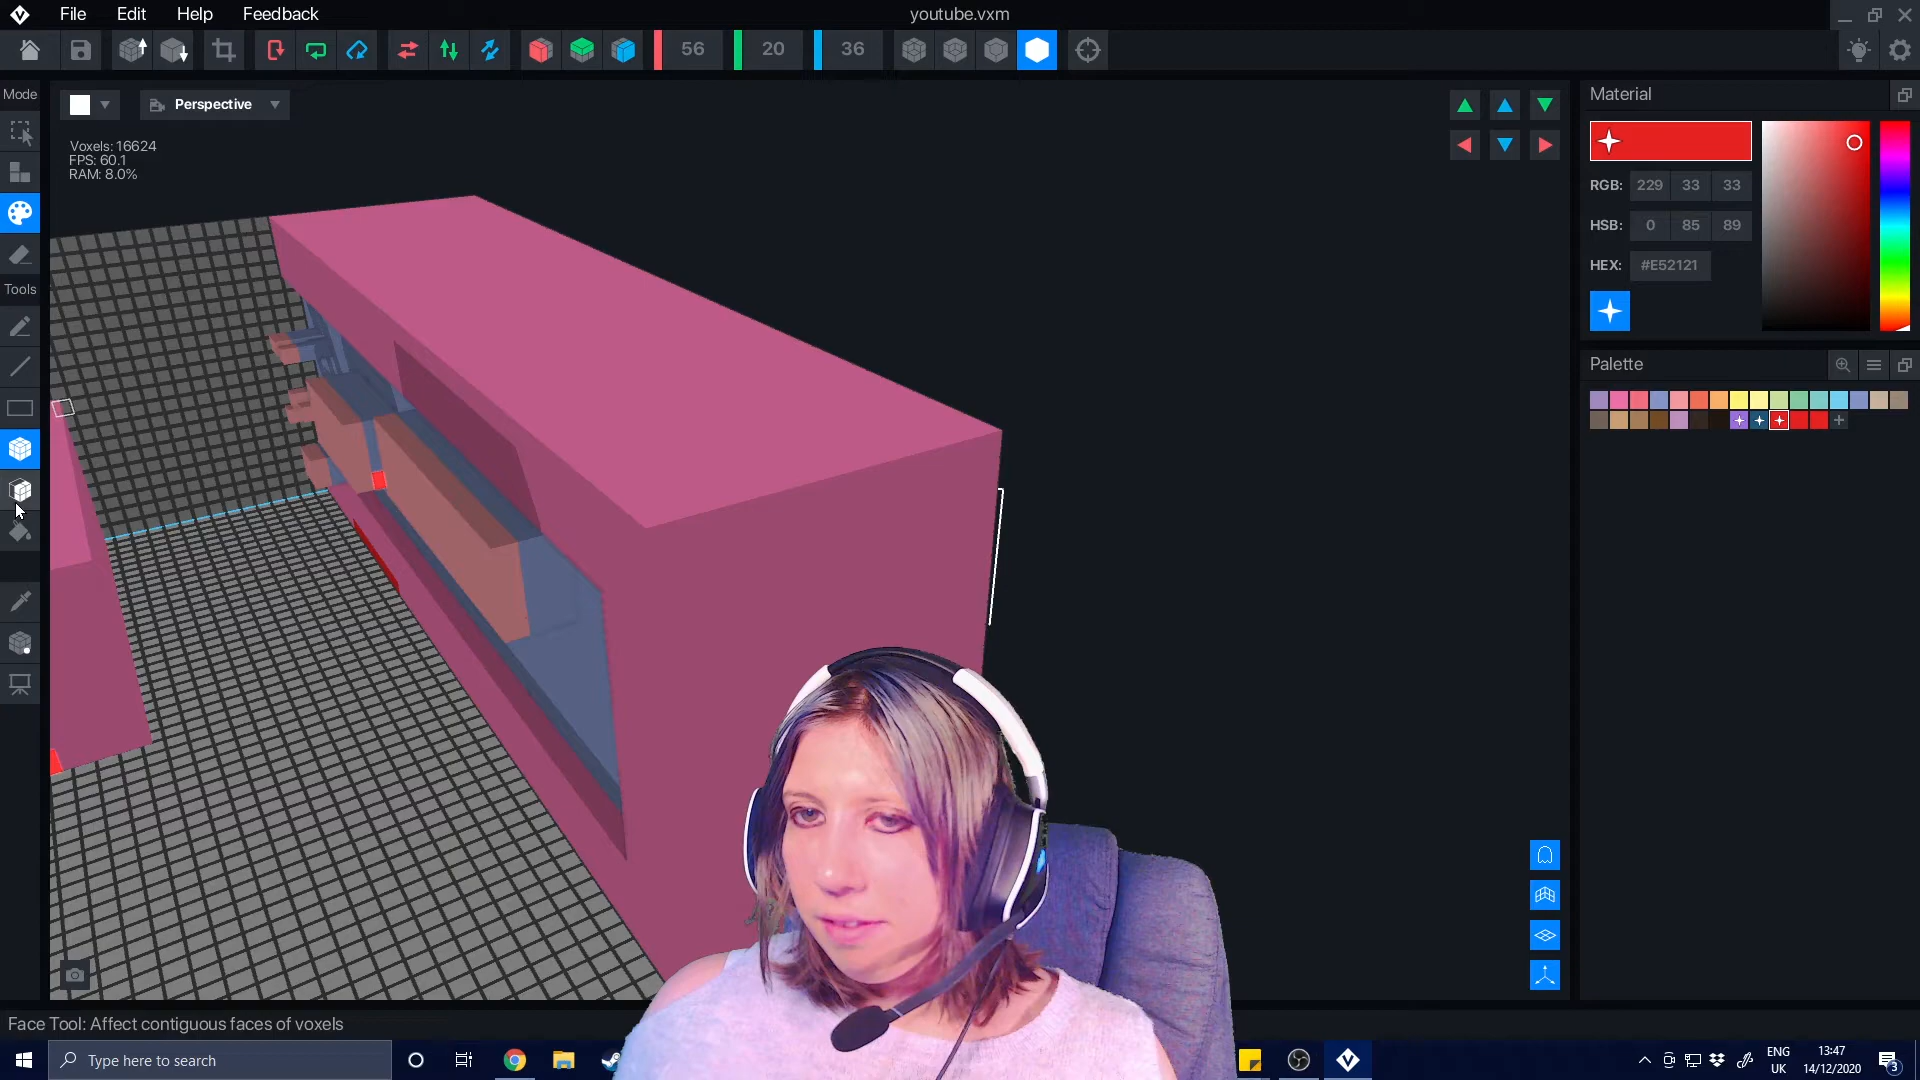 File Edit Help Feedback youtube.vxm
56 20 36
Mode Perspective Material
Voxels: 16624
FPS: 60.1
RAM: 8.0%
RGB: 229 33 33
HSB: 0 85 89
HEX: #E52121
Tools
Palette
Face Tool: Affect contiguous faces of voxels
Type here to search
ENG 13:47
UK 14/12/2020 3